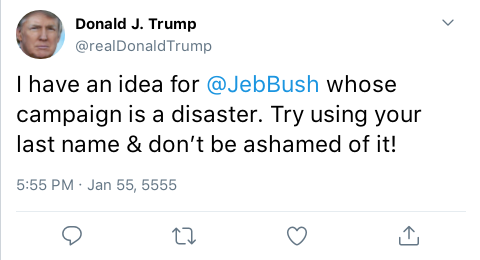 Donald J. Trump
@realDonaldTrump
I have an idea for @JebBush whose
campaign is a disaster. Try using your
last name & don’t be ashamed of it!
5:55 PM · Jan 55, 5555